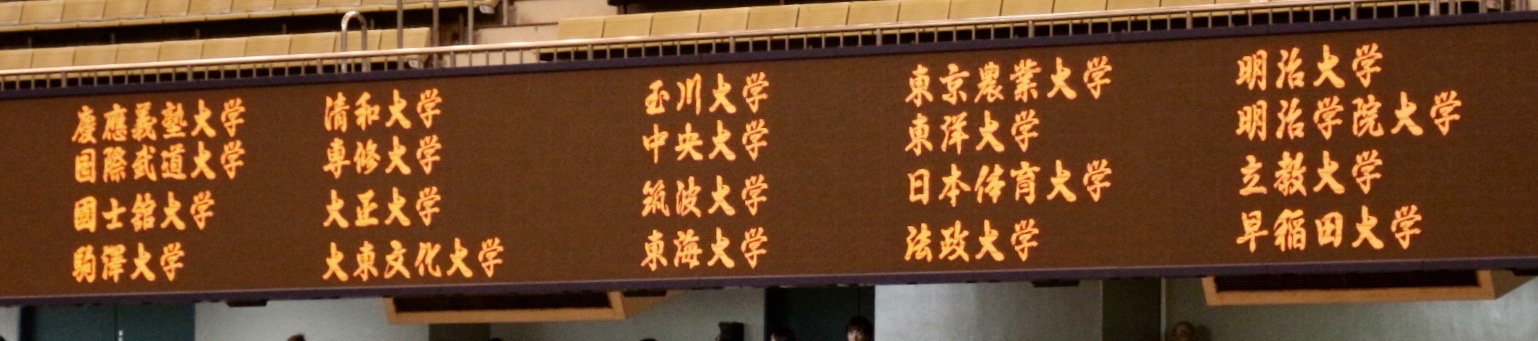 慶應義塾大学
国際武道大学
國士舘大学
駒澤大学
清和大学
専修大学
大正大学
大東文化大学
玉川大学
中央大学
筑波大学
東海大学
東京農業大学
東洋大学
日本体育大学
法政大学
明治大学
明治学院大学
立教大学
早稲田大学